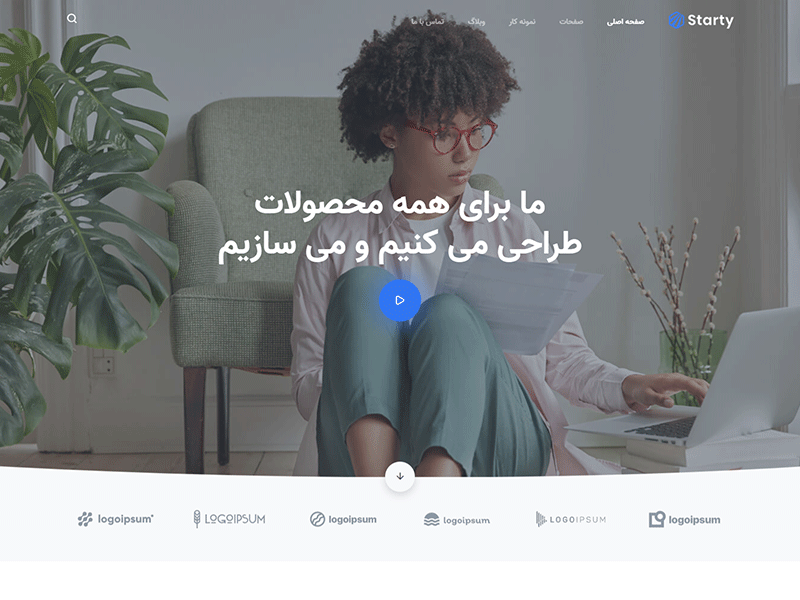 Starty
صفحه اصلی
صفحات
نمونه کار
وبلاگ
تماس با ما
ما برای همه محصولات
طراحی می کنیم و می سازیم
logoipsum
LOGOIPSUM
logoipsum
logoipsum
LOGOIPSUM
logoipsum